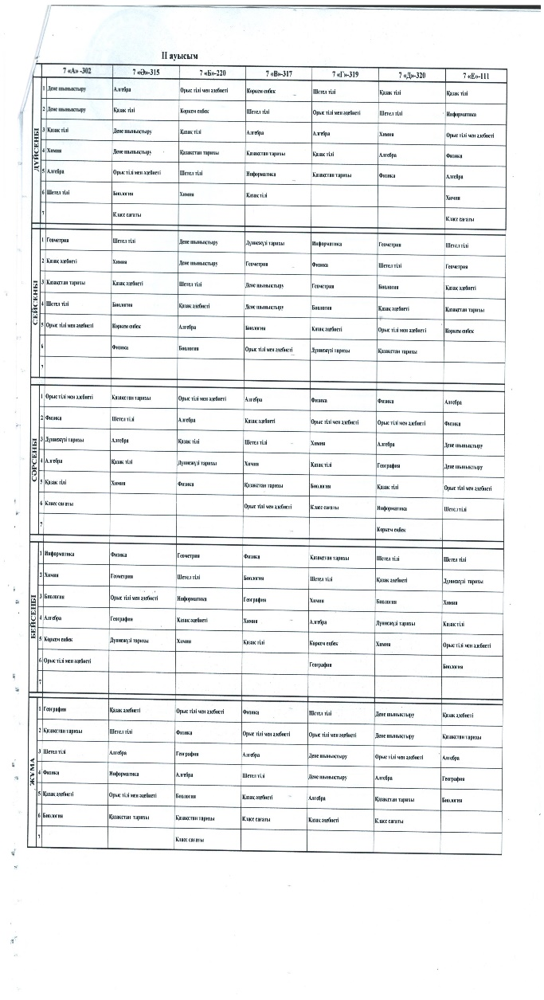 II ауысым
7 «А» -302 7 «Ә»-315 7 «Б»-220 7 «В»-317 7 «Г»-319 7 «Д»-320 7 «Е»-111
ДҮЙСЕНБІ
1 Дене шынықтыру Алгебра Орыс тілі мен әдебиеті Көркем еңбек Шетел тілі Қазақ тілі Қазақ тілі
2 Дене шынықтыру Қазақ тілі Көркем еңбек Шетел тілі Орыс тілі мен әдебиеті Шетел тілі Информатика
3 Қазақ тілі Дене шынықтыру Қазақ тілі Алгебра Алгебра Химия Орыс тілі мен әдебиеті
4 Химия Дене шынықтыру Қазақстан тарихы Қазақстан тарихы Қазақ тілі Алгебра Физика
5 Алгебра Орыс тілі мен әдебиеті Шетел тілі Информатика Қазақстан тарихы Физика Алгебра
6 Шетел тілі Биология Химия Қазақ тілі Химия
7 Класс сағаты Класс сағаты
СЕЙСЕНБІ
1 Геометрия Шетел тілі Дене шынықтыру Дүниежүзі тарихы Информатика Геометрия Шетел тілі
2 Қазақ әдебиеті Химия Дене шынықтыру Геометрия Физика Шетел тілі Геометрия
3 Қазақстан тарихы Қазақ әдебиеті Шетел тілі Дене шынықтыру Геометрия Биология Қазақ әдебиеті
4 Шетел тілі Биология Қазақ әдебиеті Дене шынықтыру Биология Қазақ әдебиеті Қазақстан тарихы
5 Орыс тілі мен әдебиеті Көркем еңбек Алгебра Биология Қазақ әдебиеті Орыс тілі мен әдебиеті Көркем еңбек
6 Физика Биология Орыс тілі мен әдебиеті Дүниежүзі тарихы Қазақстан тарихы
7
СӘРСЕНБІ
1 Орыс тілі мен әдебиеті Қазақстан тарихы Орыс тілі мен әдебиеті Алгебра Физика Физика Алгебра
2 Физика Шетел тілі Алгебра Қазақ әдебиеті Орыс тілі мен әдебиеті Орыс тілі мен әдебиеті Физика
3 Дүниежүзі тарихы Алгебра Қазақ тілі Шетел тілі Химия Алгебра Дене шынықтыру
4 Алгебра Қазақ тілі Дүниежүзі тарихы Химия Қазақ тілі География Дене шынықтыру
5 Қазақ тілі Химия Физика Қазақстан тарихы Биология Қазақ тілі Орыс тілі мен әдебиеті
6 Класс сағаты Орыс тілі мен әдебиеті Класс сағаты Информатика Шетел тілі
7 Көркем еңбек
БЕЙСЕНБІ
1 Информатика Физика Геометрия Физика Қазақстан тарихы Шетел тілі Шетел тілі
2 Химия Геометрия Шетел тілі Биология Шетел тілі Қазақ әдебиеті Дүниежүзі тарихы
3 Биология Орыс тілі мен әдебиеті Информатика География Химия Биология Химия
4 Алгебра География Қазақ әдебиеті Химия Алгебра Дүниежүзі тарихы Қазақ тілі
5 Көркем еңбек Дүниежүзі тарихы Химия Қазақ тілі Көркем еңбек Химия Орыс тілі мен әдебиеті
6 Орыс тілі мен әдебиеті География Биология
7
ЖҰМА
1 География Қазақ әдебиеті Орыс тілі мен әдебиеті Физика Шетел тілі Дене шынықтыру Қазақ әдебиеті
2 Қазақстан тарихы Шетел тілі Физика Орыс тілі мен әдебиеті Орыс тілі мен әдебиеті Дене шынықтыру Қазақстан тарихы
3 Шетел тілі Алгебра География Алгебра Дене шынықтыру Орыс тілі мен әдебиеті Алгебра
4 Физика Информатика Алгебра Шетел тілі Дене шынықтыру Алгебра География
5 Қазақ әдебиеті Орыс тілі мен әдебиеті Биология Қазақ әдебиеті Алгебра Қазақстан тарихы Биология
6 Биология Қазақстан тарихы Қазақстан тарихы Класс сағаты Қазақ әдебиеті Класс сағаты
7 Класс сағаты